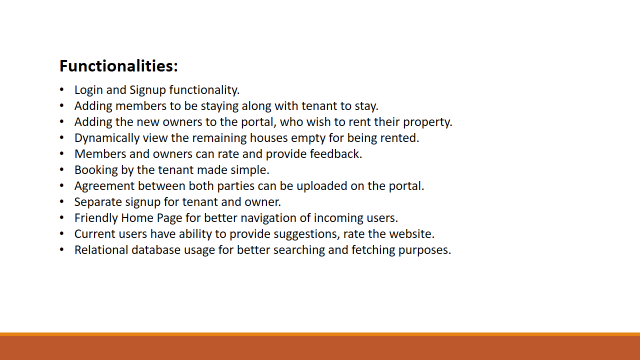 Functionalities:
• Login and Signup functionality.
• Adding members to be staying along with tenant to stay.
• Adding the new owners to the portal, who wish to rent their property.
• Dynamically view the remaining houses empty for being rented.
• Members and owners can rate and provide feedback.
• Booking by the tenant made simple.
• Agreement between both parties can be uploaded on the portal.
• Separate signup for tenant and owner.
• Friendly Home Page for better navigation of incoming users.
• Current users have ability to provide suggestions, rate the website.
• Relational database usage for better searching and fetching purposes.